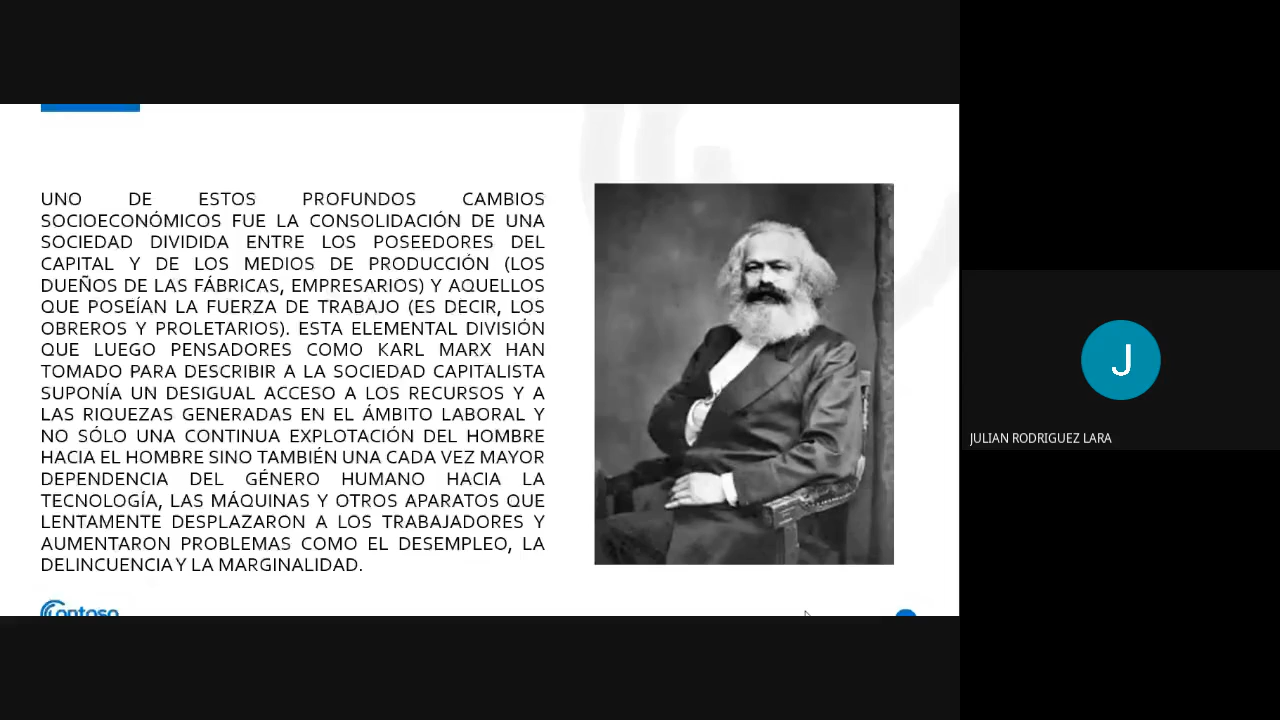 UNO DE ESTOS PROFUNDOS CAMBIOS
SOCIOECONÓMICOS FUE LA CONSOLIDACIÓN DE UNA
SOCIEDAD DIVIDIDA ENTRE LOS POSEEDORES DEL
CAPITAL Y DE LOS MEDIOS DE PRODUCCIÓN (LOS
DUEÑOS DE LAS FÁBRICAS, EMPRESARIOS) Y AQUELLOS
QUE POSEÍAN LA FUERZA DE TRABAJO (ES DECIR, LOS
OBREROS Y PROLETARIOS). ESTA ELEMENTAL DIVISIÓN
QUE LUEGO PENSADORES COMO KARL MARX HAN
TOMADO PARA DESCRIBIR A LA SOCIEDAD CAPITALISTA
SUPONÍA UN DESIGUAL ACCESO A LOS RECURSOS Y A
LAS RIQUEZAS GENERADAS EN EL ÁMBITO LABORAL Y
NO SÓLO UNA CONTINUA EXPLOTACIÓN DEL HOMBRE
HACIA EL HOMBRE SINO TAMBIÉN UNA CADA VEZ MAYOR
DEPENDENCIA DEL GÉNERO HUMANO HACIA LA
TECNOLOGÍA, LAS MÁQUINAS Y OTROS APARATOS QUE
LENTAMENTE DESPLAZARON A LOS TRABAJADORES Y
AUMENTARON PROBLEMAS COMO EL DESEMPLEO, LA
DELINCUENCIA Y LA MARGINALIDAD.
Contoso
J
JULIAN RODRIGUEZ LARA